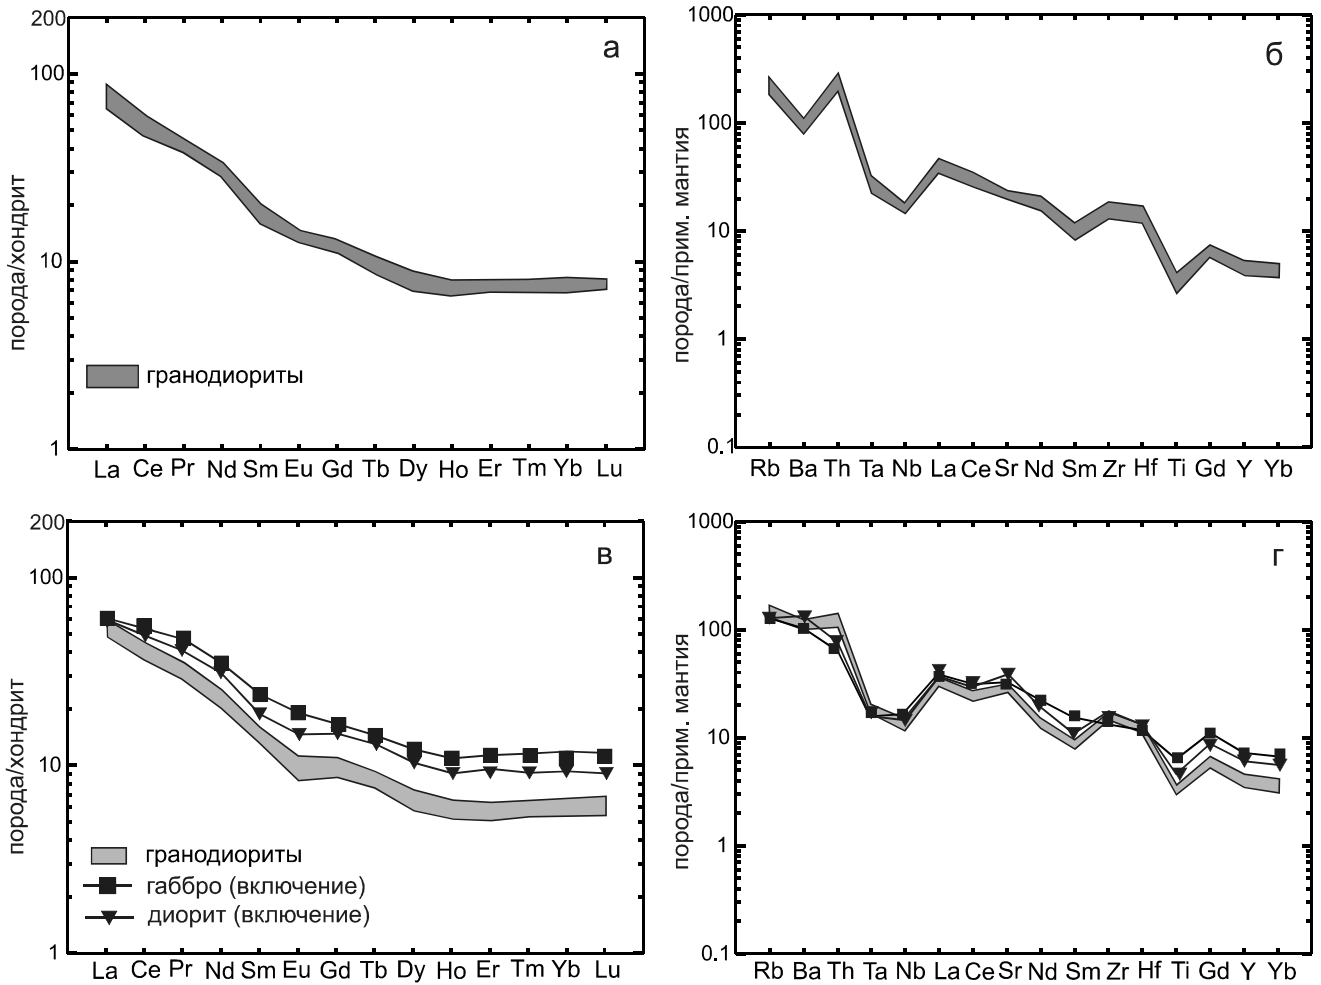 200
100
10
1
порода/хондрит
а
гранодиориты
La Ce Pr Nd Sm Eu Gd Tb Dy Ho Er Tm Yb Lu
1000
100
10
1
0.1
порода/прим. мантия
б
Rb Ba Th Ta Nb La Ce Sr Nd Sm Zr Hf Ti Gd Y Yb
200
100
10
1
порода/хондрит
в
гранодиориты
габбро (включение)
диорит (включение)
La Ce Pr Nd Sm Eu Gd Tb Dy Ho Er Tm Yb Lu
1000
100
10
1
0.1
порода/прим. мантия
г
Rb Ba Th Ta Nb La Ce Sr Nd Sm Zr Hf Ti Gd Y Yb